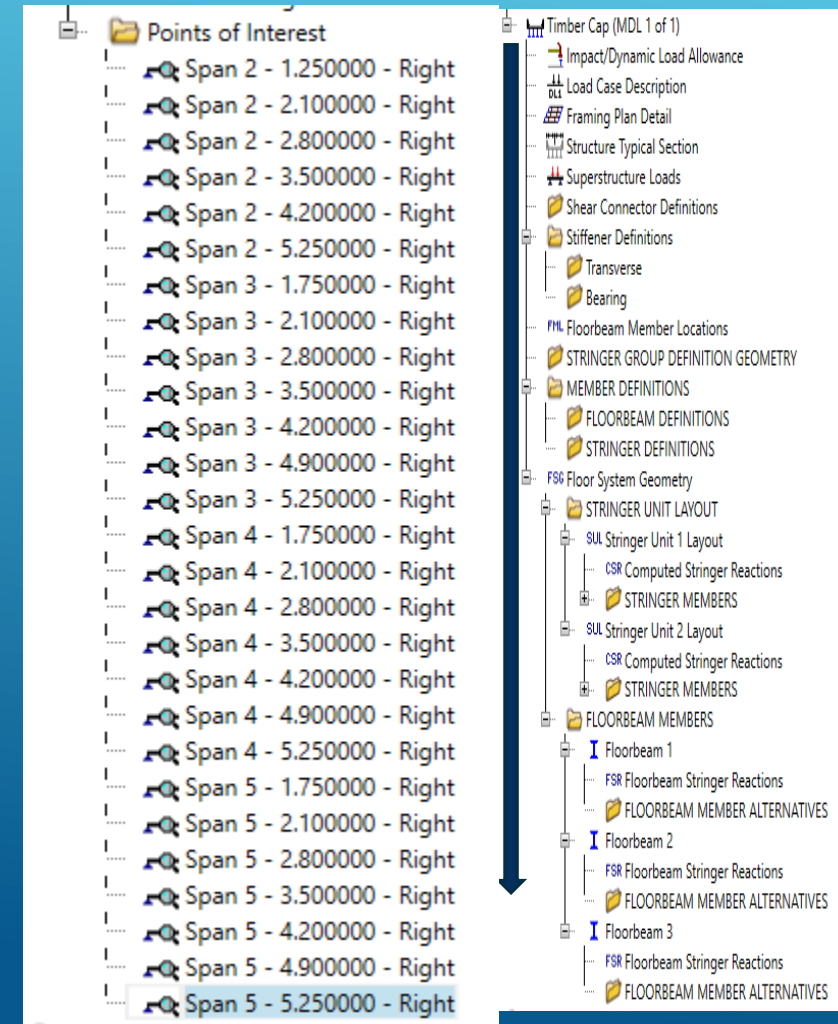 Points of Interest
Span 2 - 1.250000 - Right
Span 2 - 2.100000 - Right
Span 2 - 2.800000 - Right
Span 2 - 3.500000 - Right
Span 2 - 4.200000 - Right
Span 2 - 5.250000 - Right
Span 3 - 1.750000 - Right
Span 3 - 2.100000 - Right
Span 3 - 2.800000 - Right
Span 3 - 3.500000 - Right
Span 3 - 4.200000 - Right
Span 3 - 4.900000 - Right
Span 3 - 5.250000 - Right
Span 4 - 1.750000 - Right
Span 4 - 2.100000 - Right
Span 4 - 2.800000 - Right
Span 4 - 3.500000 - Right
Span 4 - 4.200000 - Right
Span 4 - 4.900000 - Right
Span 4 - 5.250000 - Right
Span 5 - 1.750000 - Right
Span 5 - 2.100000 - Right
Span 5 - 2.800000 - Right
Span 5 - 3.500000 - Right
Span 5 - 4.200000 - Right
Span 5 - 4.900000 - Right
Span 5 - 5.250000 - Right
Timber Cap (MDL 1 of 1)
Impact/Dynamic Load Allowance
DL1 Load Case Description
Framing Plan Detail
Structure Typical Section
Superstructure Loads
Shear Connector Definitions
Stiffener Definitions
Transverse
Bearing
FML Floorbeam Member Locations
STRINGER GROUP DEFINITION GEOMETRY
MEMBER DEFINITIONS
FLOORBEAM DEFINITIONS
STRINGER DEFINITIONS
FSG Floor System Geometry
STRINGER UNIT LAYOUT
SUL Stringer Unit 1 Layout
CSR Computed Stringer Reactions
STRINGER MEMBERS
SUL Stringer Unit 2 Layout
CSR Computed Stringer Reactions
STRINGER MEMBERS
FLOORBEAM MEMBERS
Floorbeam 1
FSR Floorbeam Stringer Reactions
FLOORBEAM MEMBER ALTERNATIVES
Floorbeam 2
FSR Floorbeam Stringer Reactions
FLOORBEAM MEMBER ALTERNATIVES
Floorbeam 3
FSR Floorbeam Stringer Reactions
FLOORBEAM MEMBER ALTERNATIVES